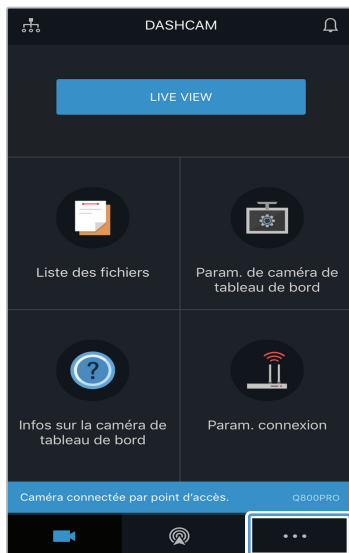 DASHCAM
LIVE VIEW
Liste des fichiers
Param. de caméra de
tableau de bord
Infos sur la caméra de
tableau de bord
Param. connexion
Caméra connectée par point d'accès.
Q800PRO